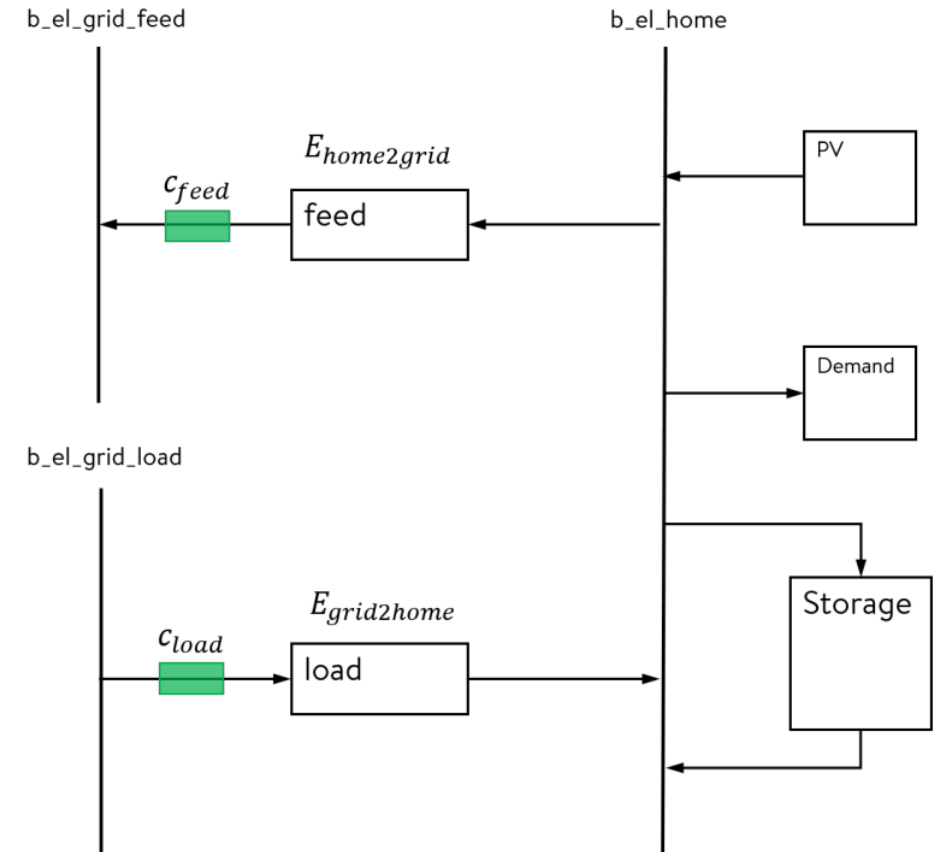 b_el_grid_feed
b_el_home
E_home2grid
PV
c_feed
feed
Demand
b_el_grid_load
E_grid2home
Storage
c_load
load